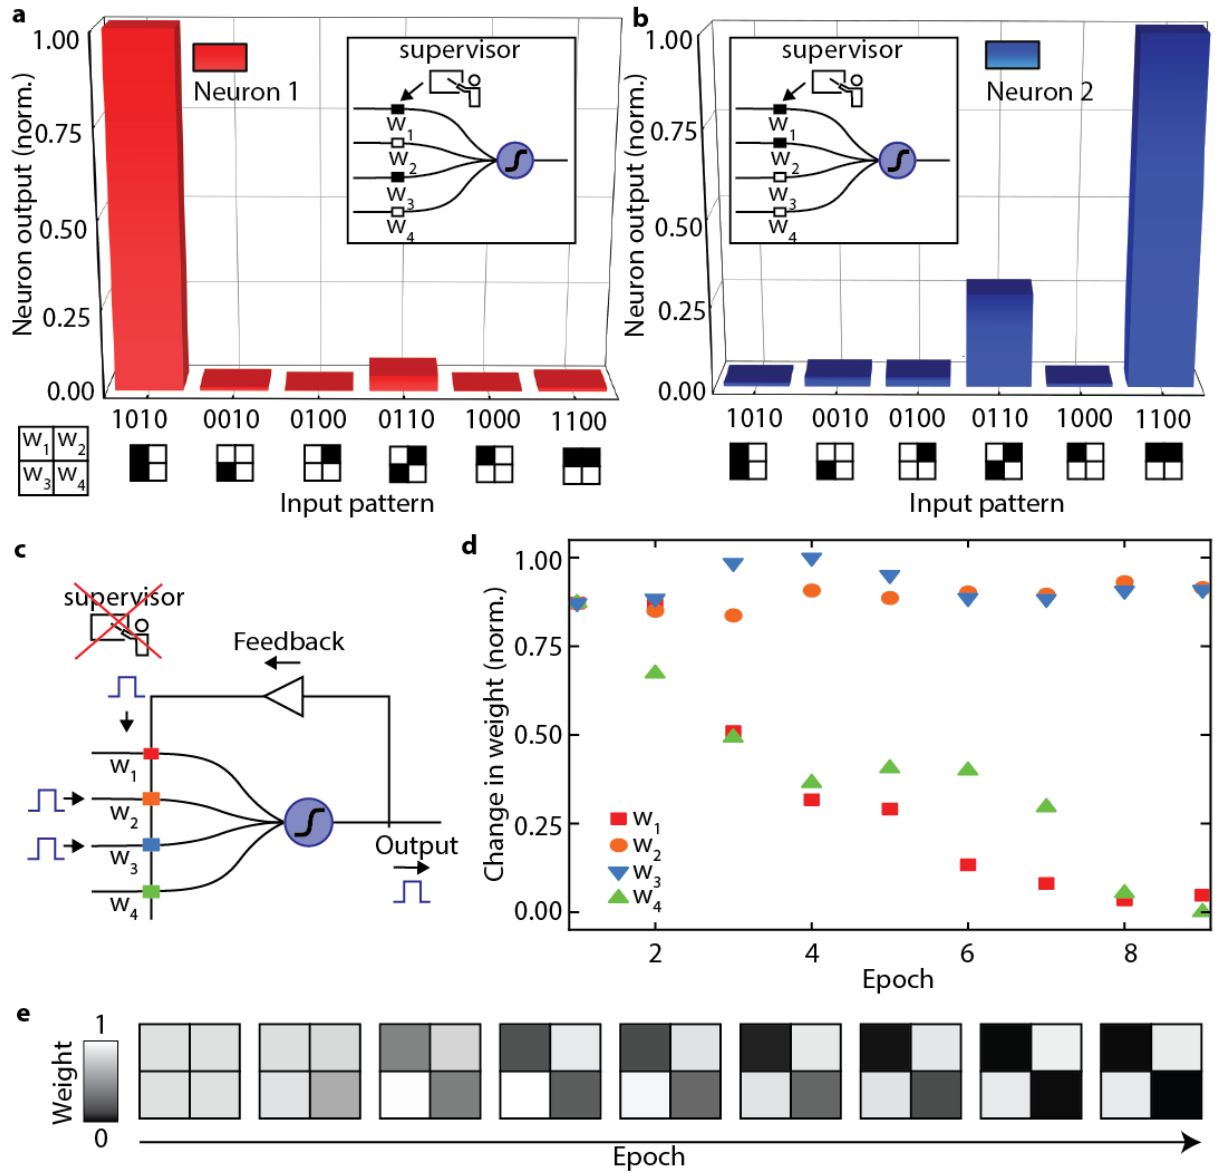 a
1.00
0.75
0.50
0.25
0.00
Neuron output (norm.)
Neuron 1
supervisor
w1
w2
w3
w4
1010 0010 0100 0110 1000 1100
w1 w2
w3 w4
Input pattern
b
1.00
0.75
0.50
0.25
0.00
Neuron output (norm.)
supervisor
w1
w2
w3
w4
Neuron 2
1010 0010 0100 0110 1000 1100
Input pattern
c
supervisor
Feedback
w1
w2
w3
w4
Output
d
1.00
0.75
0.50
0.25
0.00
Change in weight (norm.)
w1
w2
w3
w4
2 4 6 8
Epoch
e
1
Weight
0
Epoch